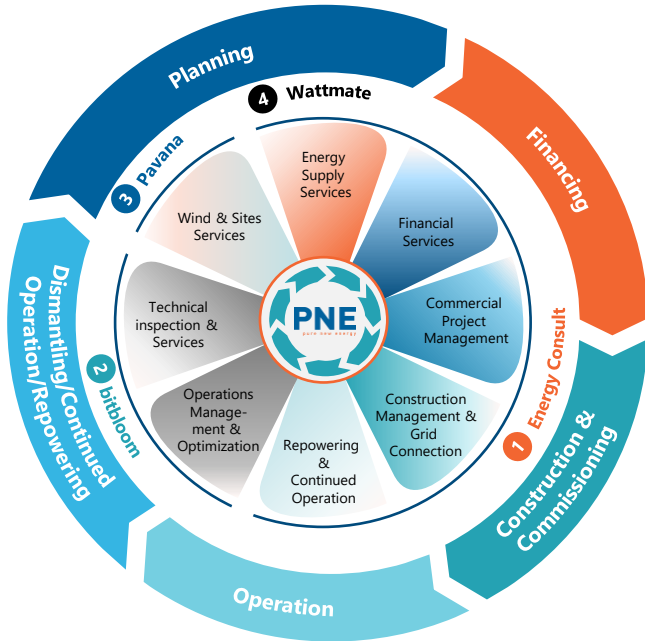 Planning
Financing
Construction &
Commissioning
Operation
Dismantling/Continued
Operation/Repowering
4 Wattmate
3 Pavana
2 bitbloom
1 Energy Consult
Energy
Supply
Services
Financial
Services
Commercial
Project
Management
Construction
Management &
Grid
Connection
Repowering
&
Continued
Operation
Operations
Manage-
ment &
Optimization
Technical
inspection &
Services
Wind & Sites
Services
PNE
pure new energy